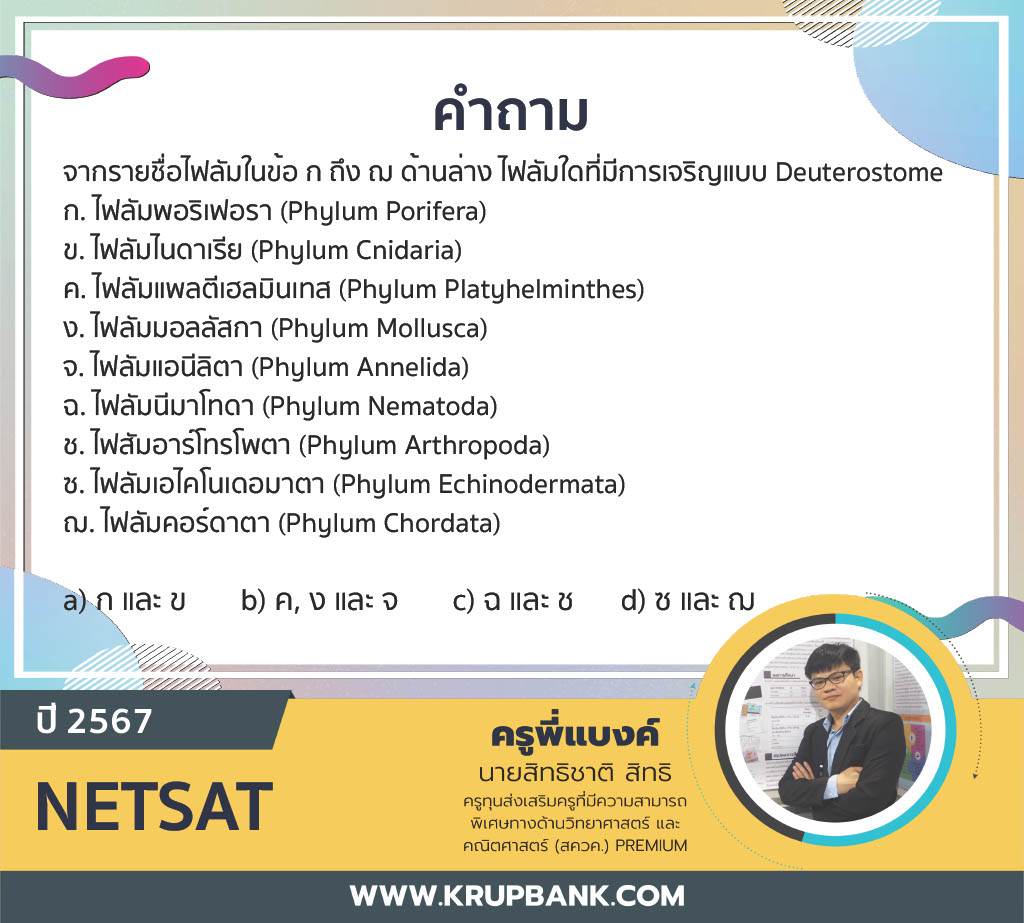 คำถาม
จากรายชื่อไฟลัมในข้อ ก ถึง ฌ ด้านล่าง ไฟลัมใดที่มีการเจริญแบบ Deuterostome
ก. ไฟลัมพอริเฟอรา (Phylum Porifera)
ข. ไฟลัมไนดาเรีย (Phylum Cnidaria)
ค. ไฟลัมแพลตีเฮลมินเทส (Phylum Platyhelminthes)
ง. ไฟลัมมอลลัสกา (Phylum Mollusca)
จ. ไฟลัมแอนีลิตา (Phylum Annelida)
ฉ. ไฟลัมนีมาโทดา (Phylum Nematoda)
ช. ไฟสัมอาร์โทรโพตา (Phylum Arthropoda)
ซ. ไฟลัมเอไคโนเดอมาตา (Phylum Echinodermata)
ฌ. ไฟลัมคอร์ดาตา (Phylum Chordata)
a) ก และ ข b) ค, ง และ จ c) ฉ และ ช d) ซ และ ฌ
ปี 2567
NETSAT
ครูพี่แบงค์
นายสิทธิชาติ สิทธิ
ครูทุนส่งเสริมครูที่มีความสามารถ
พิเศษทางด้านวิทยาศาสตร์ และ
คณิตศาสตร์ (สควค.) PREMIUM
WWW.KRUPBANK.COM